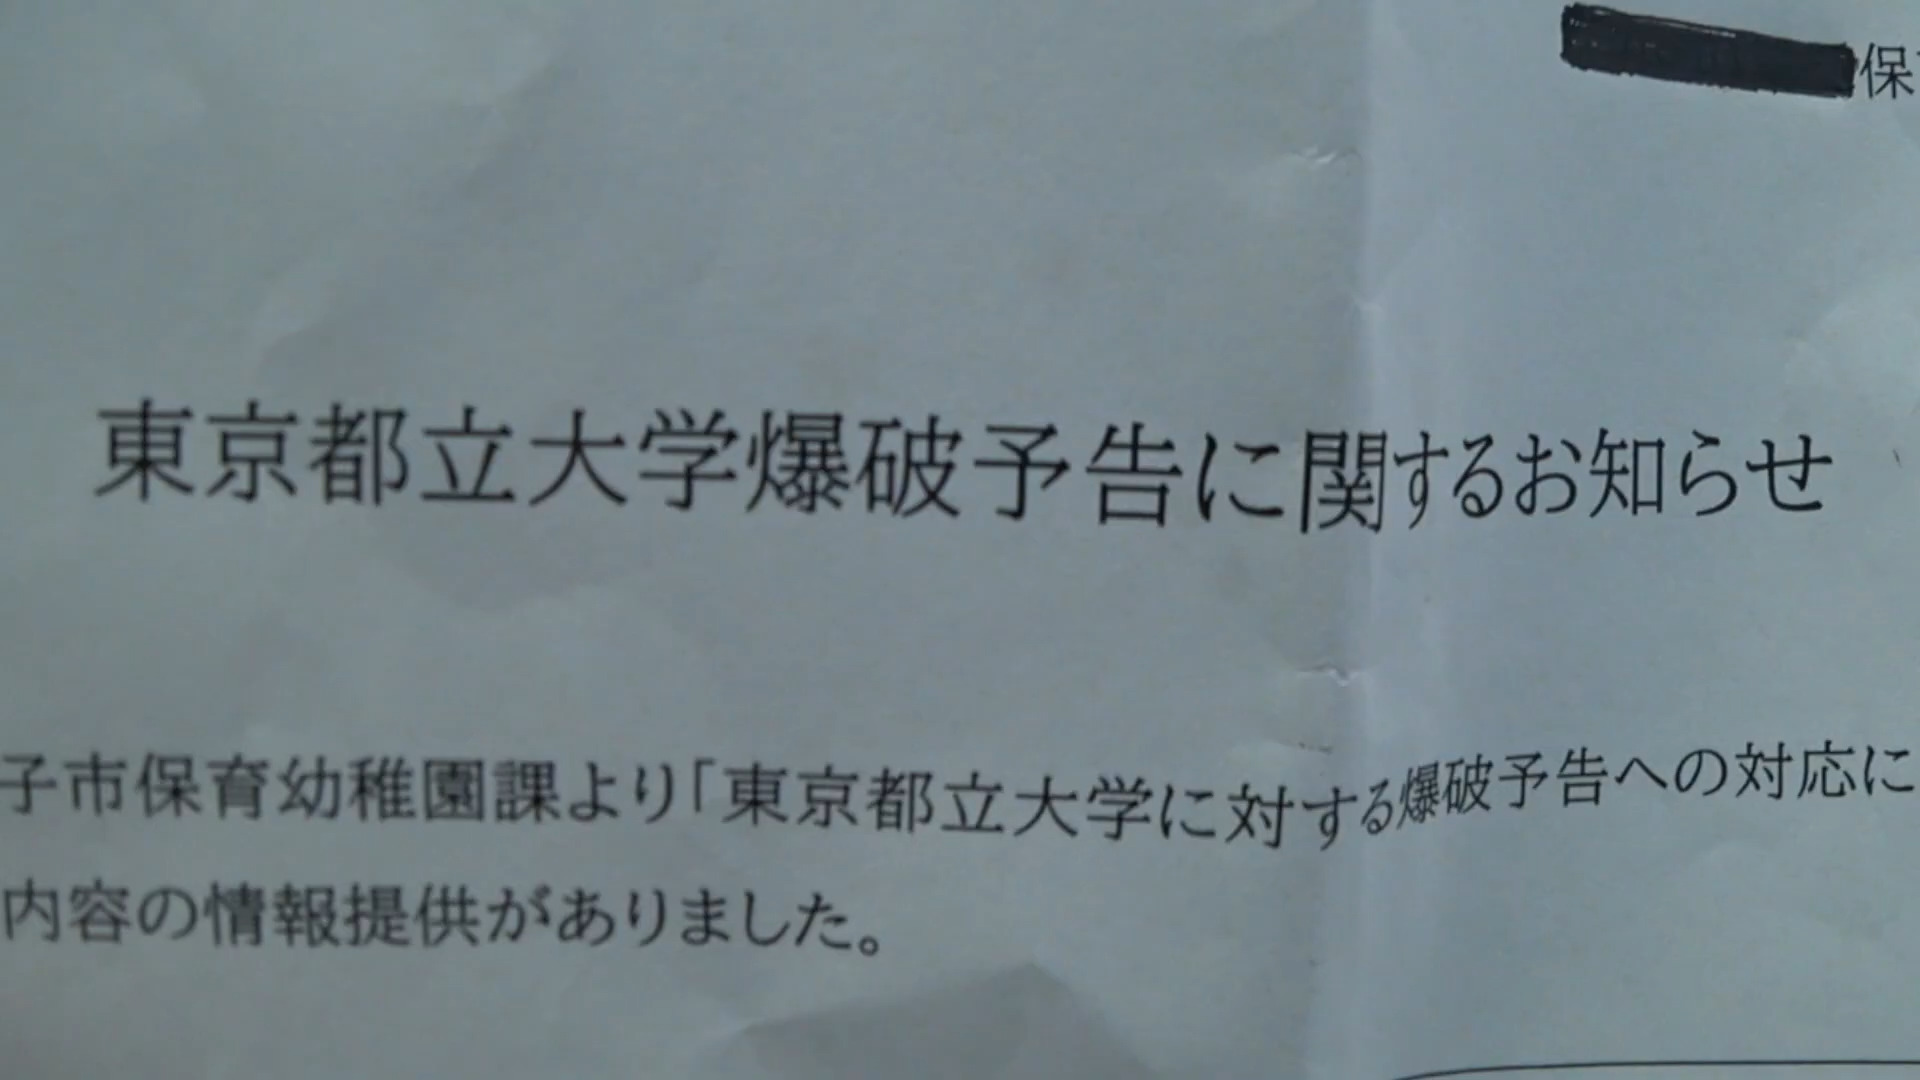 保
東京都立大学爆破予告に関するお知らせ
子市保育幼稚園課より「東京都立大学に対する爆破予告への対応に
内容の情報提供がありました。